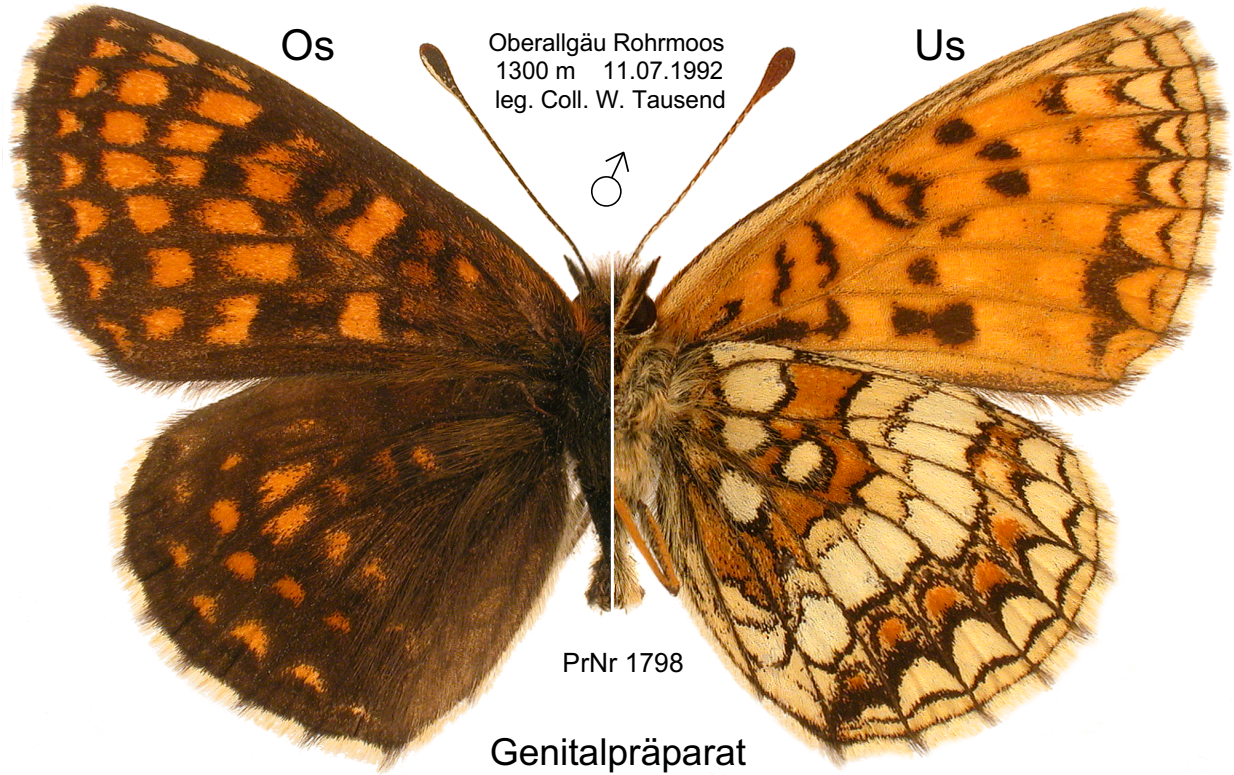 Os
Oberallgäu Rohrmoos
1300 m    11.07.1992
leg. Coll. W. Tausend
♂
Us
PrNr 1798
Genitalpräparat